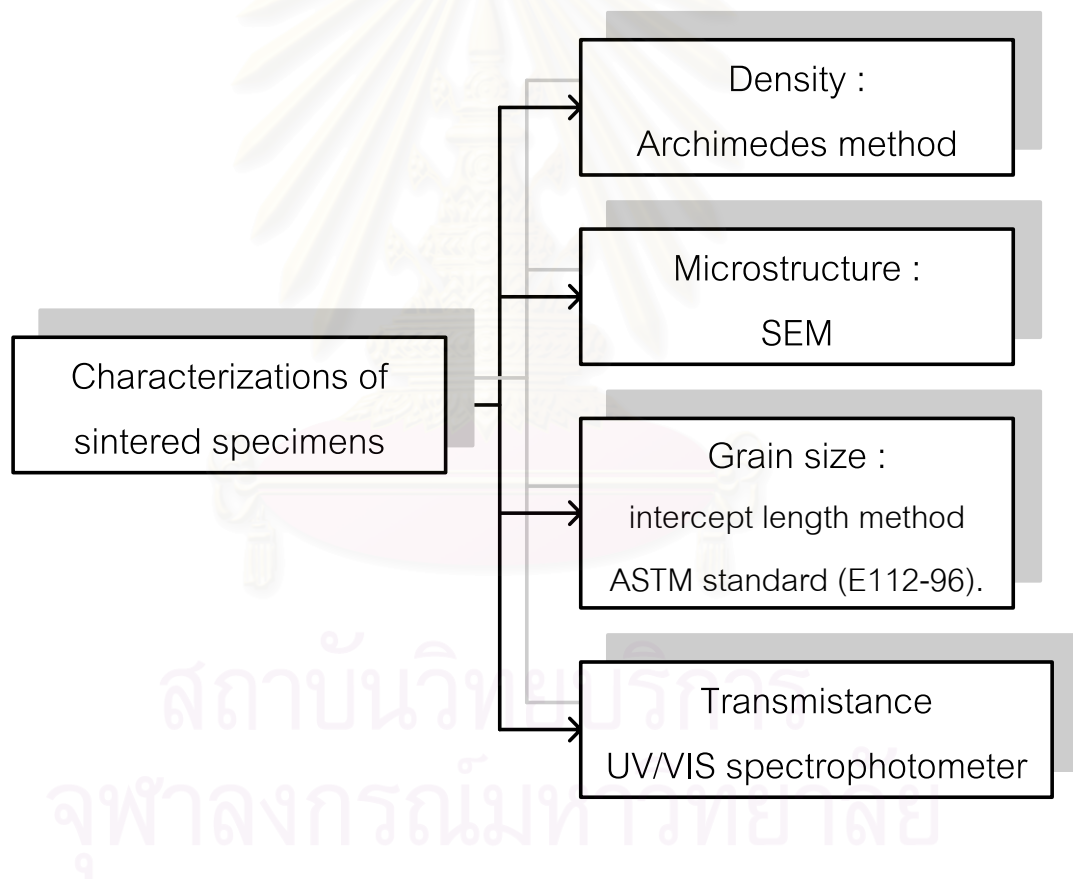 Density :
Archimedes method
Microstructure :
SEM
Characterizations of
sintered specimens
Grain size :
intercept length method
ASTM standard (E112-96).
Transmistance
UV/VIS spectrophotometer
สถาบันวิทยบริการ
จุฬาลงกรณ์มหาวิทยาลัย